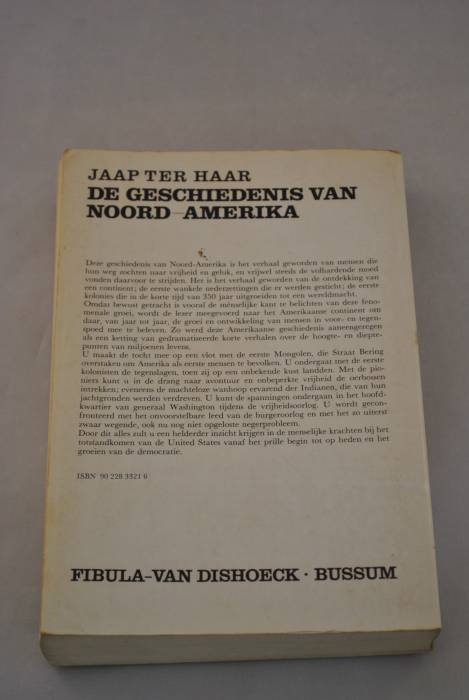 JAAP TER HAAR
DE GESCHIEDENIS VAN
NOORD-AMERIKA
Deze geschiedenis van Noord-Amerika is het verhaal geworden van mensen die
hun weg zochten naar vrijheid en geluk, en vrijwel steeds de volhardende moed
vonden daarvoor te strijden. Het is het verhaal geworden van de ontdekking van
een continent; de eerste wankele nederzettingen die er werden gesticht; de eerste
kolonies die in de korte tijd van 350 jaar uitgroeiden tot een wereldmacht.
Omdat bewust getracht is vooral de menselijke kant te belichten van deze feno-
menale groei, wordt de lezer meegevoerd naar het Amerikaanse continent om
daar, van jaar tot jaar, de groei en ontwikkeling van mensen in voor- en tegen-
spoed mee te beleven. Zo werd deze Amerikaanse geschiedenis aaneengeregen
als een ketting van gedramatiseerde korte verhalen over de hoogte- en diepte-
punten van miljoenen levens.
U maakt de tocht mee op een vlot met de eerste Mongolen, die Straat Bering
overstaken om Amerika als eerste mensen te bevolken. U ondergaat met de eerste
kolonisten de tegenslagen, toen zij op een onbekende kust landden. Met de pio-
niers kunt u in de drang naar avontuur en onbeperkte vrijheid de oerbossen
intrekken; eveneens de machteloze wanhoop ervarend der Indianen, die van hun
jachtgronden werden verdreven. U kunt de spanningen ondergaan in het hoofd-
kwartier van generaal Washington tijdens de vrijheidsoorlog. U wordt gecon-
fronteerd met het onvoorstelbare leed van de burgeroorlog en met het zo uiterst
zwaar wegende, ook nu nog niet opgeloste negerprobleem.
Door dit alles zult u een helderder inzicht krijgen in de menselijke krachten bij het
totstandkomen van de United States vanaf het prille begin tot op heden en het
groeien van de democratie.
ISBN 90 228 3321 6
FIBULA-VAN DISHOECK · BUSSUM